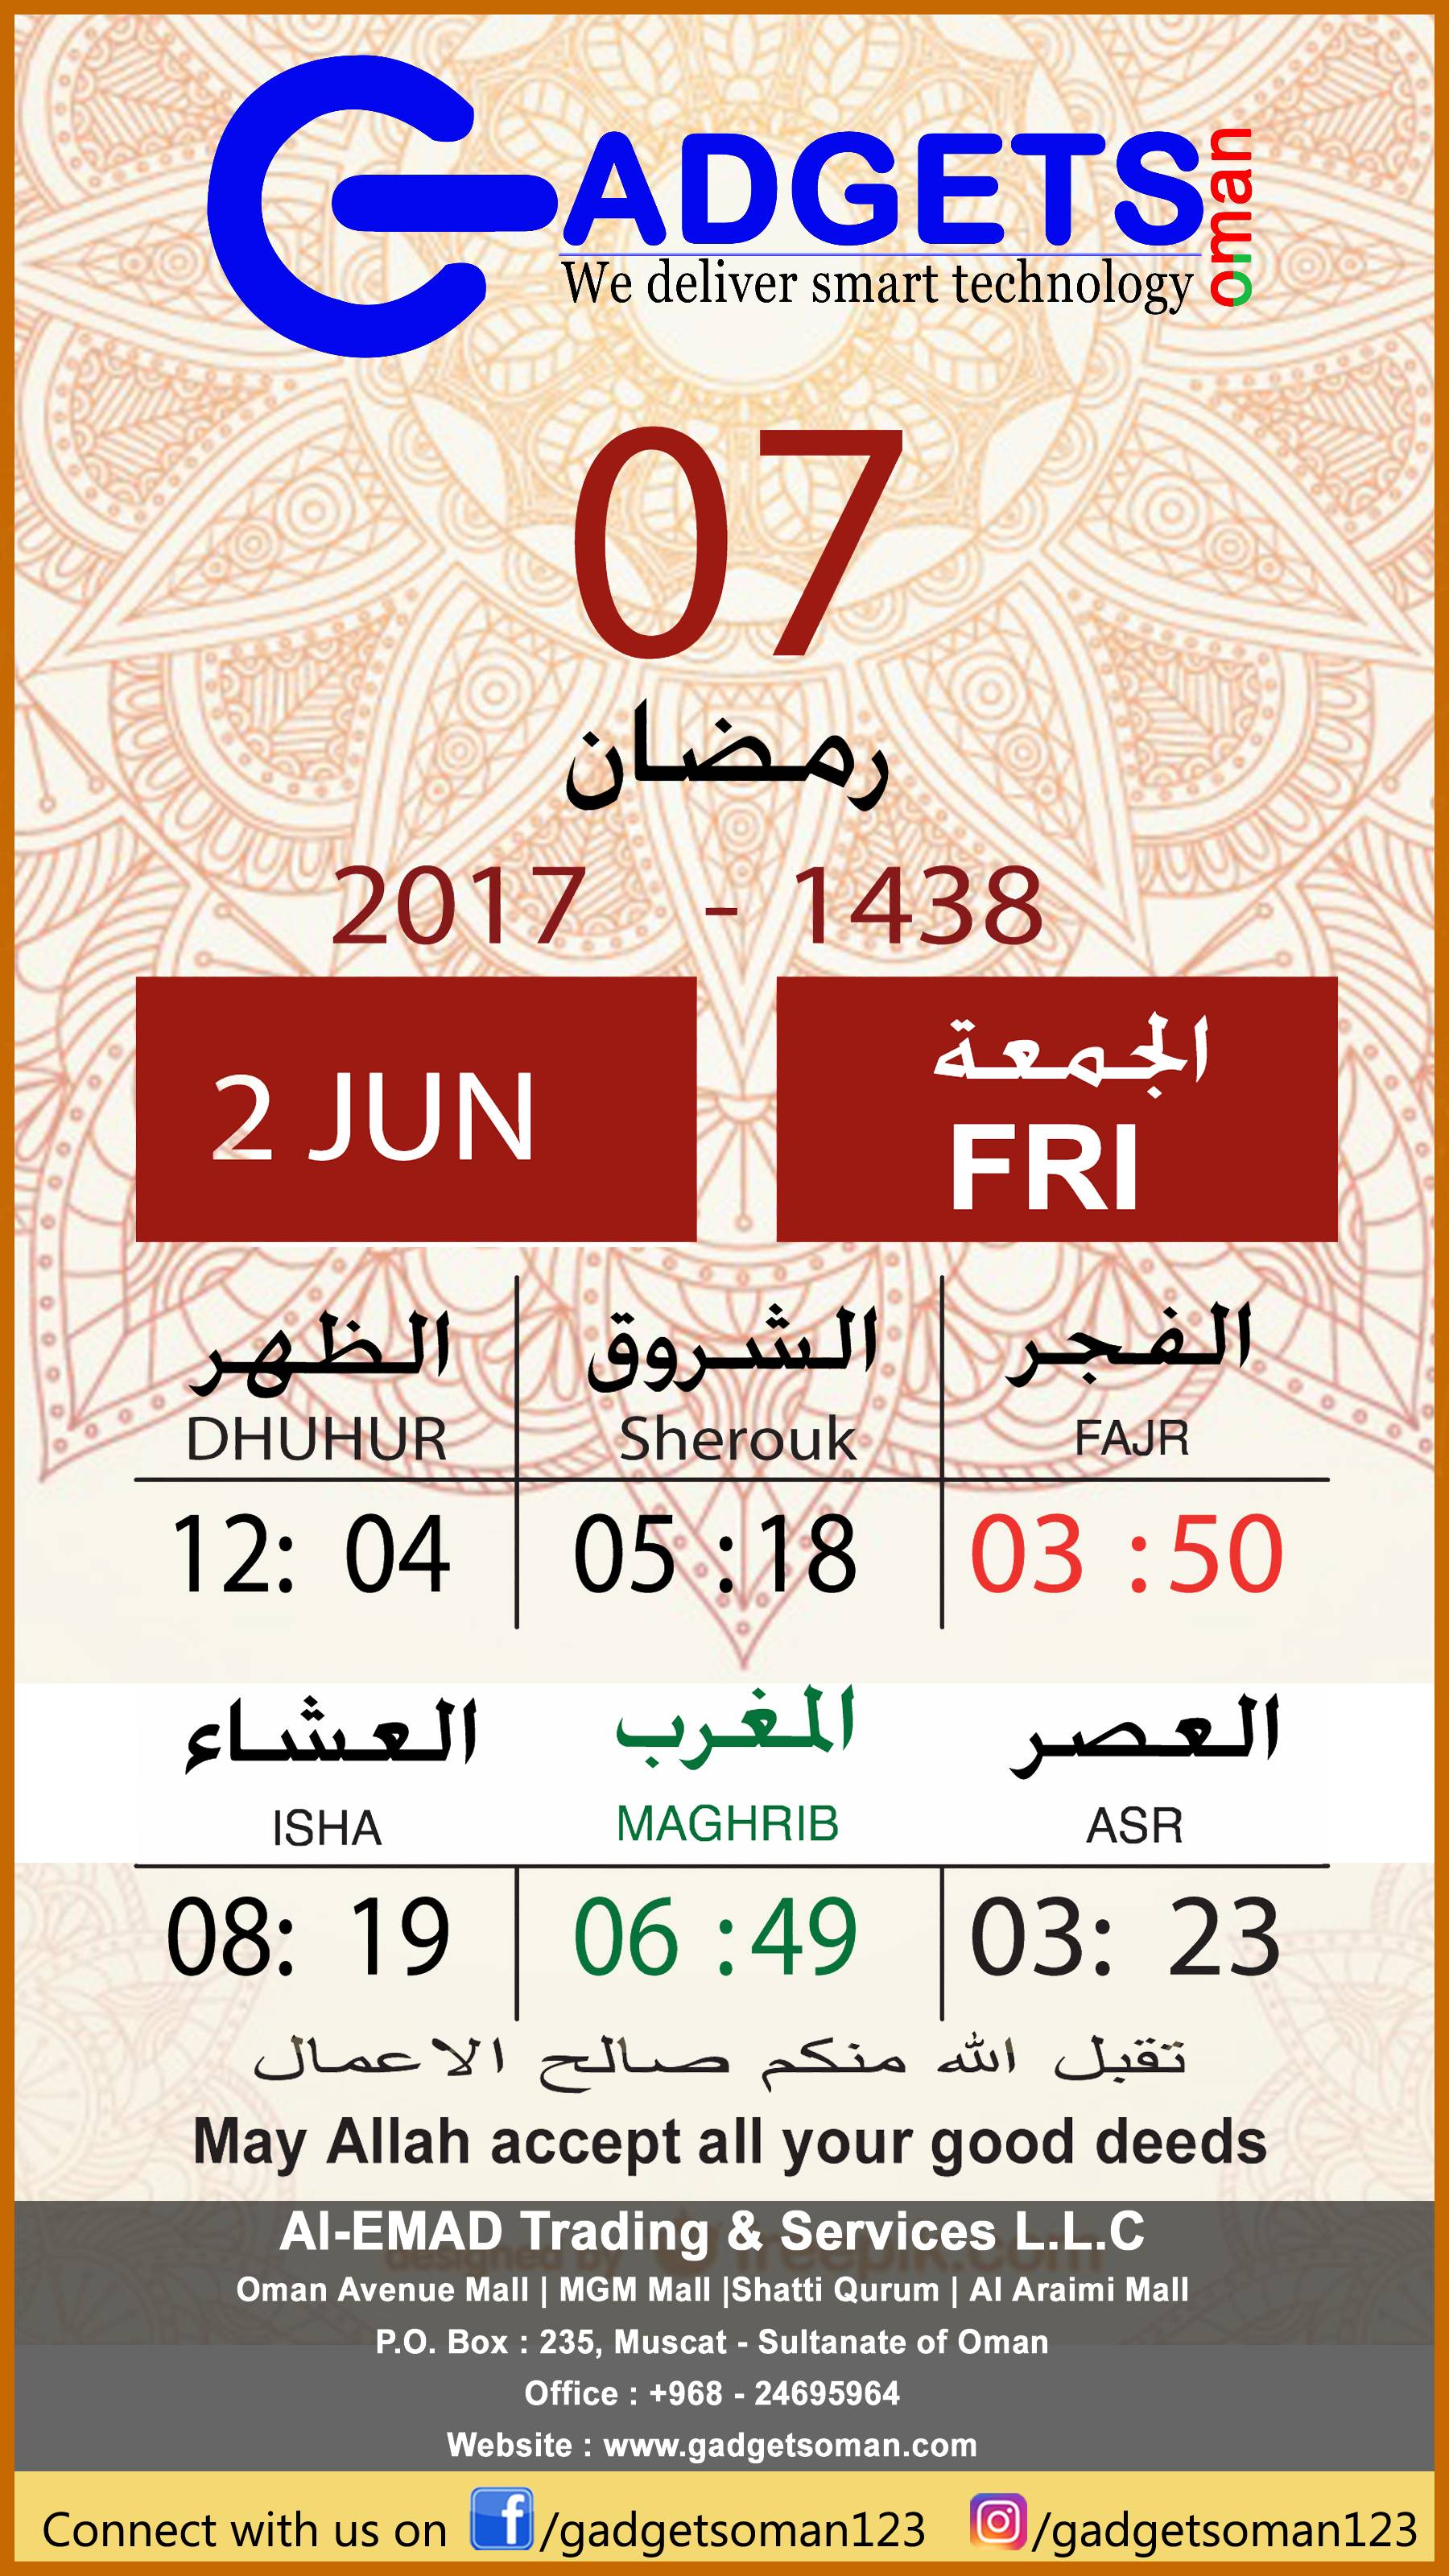 GADGETS oman
We deliver smart technology
07
رمضان
2017 - 1438
2 JUN
الجمعة
FRI
الظهر الشروق الفجر
DHUHUR Sherouk FAJR
12: 04 05 :18 03 :50
العشاء المغرب العصر
ISHA MAGHRIB ASR
08: 19 06 :49 03: 23
تقبل الله منكم صالح الاعمال
May Allah accept all your good deeds
Al-EMAD Trading & Services L.L.C
designed by freepik.com
Oman Avenue Mall | MGM Mall |Shatti Qurum | Al Araimi Mall
P.O. Box : 235, Muscat - Sultanate of Oman
Office : +968 - 24695964
Website : www.gadgetsoman.com
Connect with us on f /gadgetsoman123 /gadgetsoman123